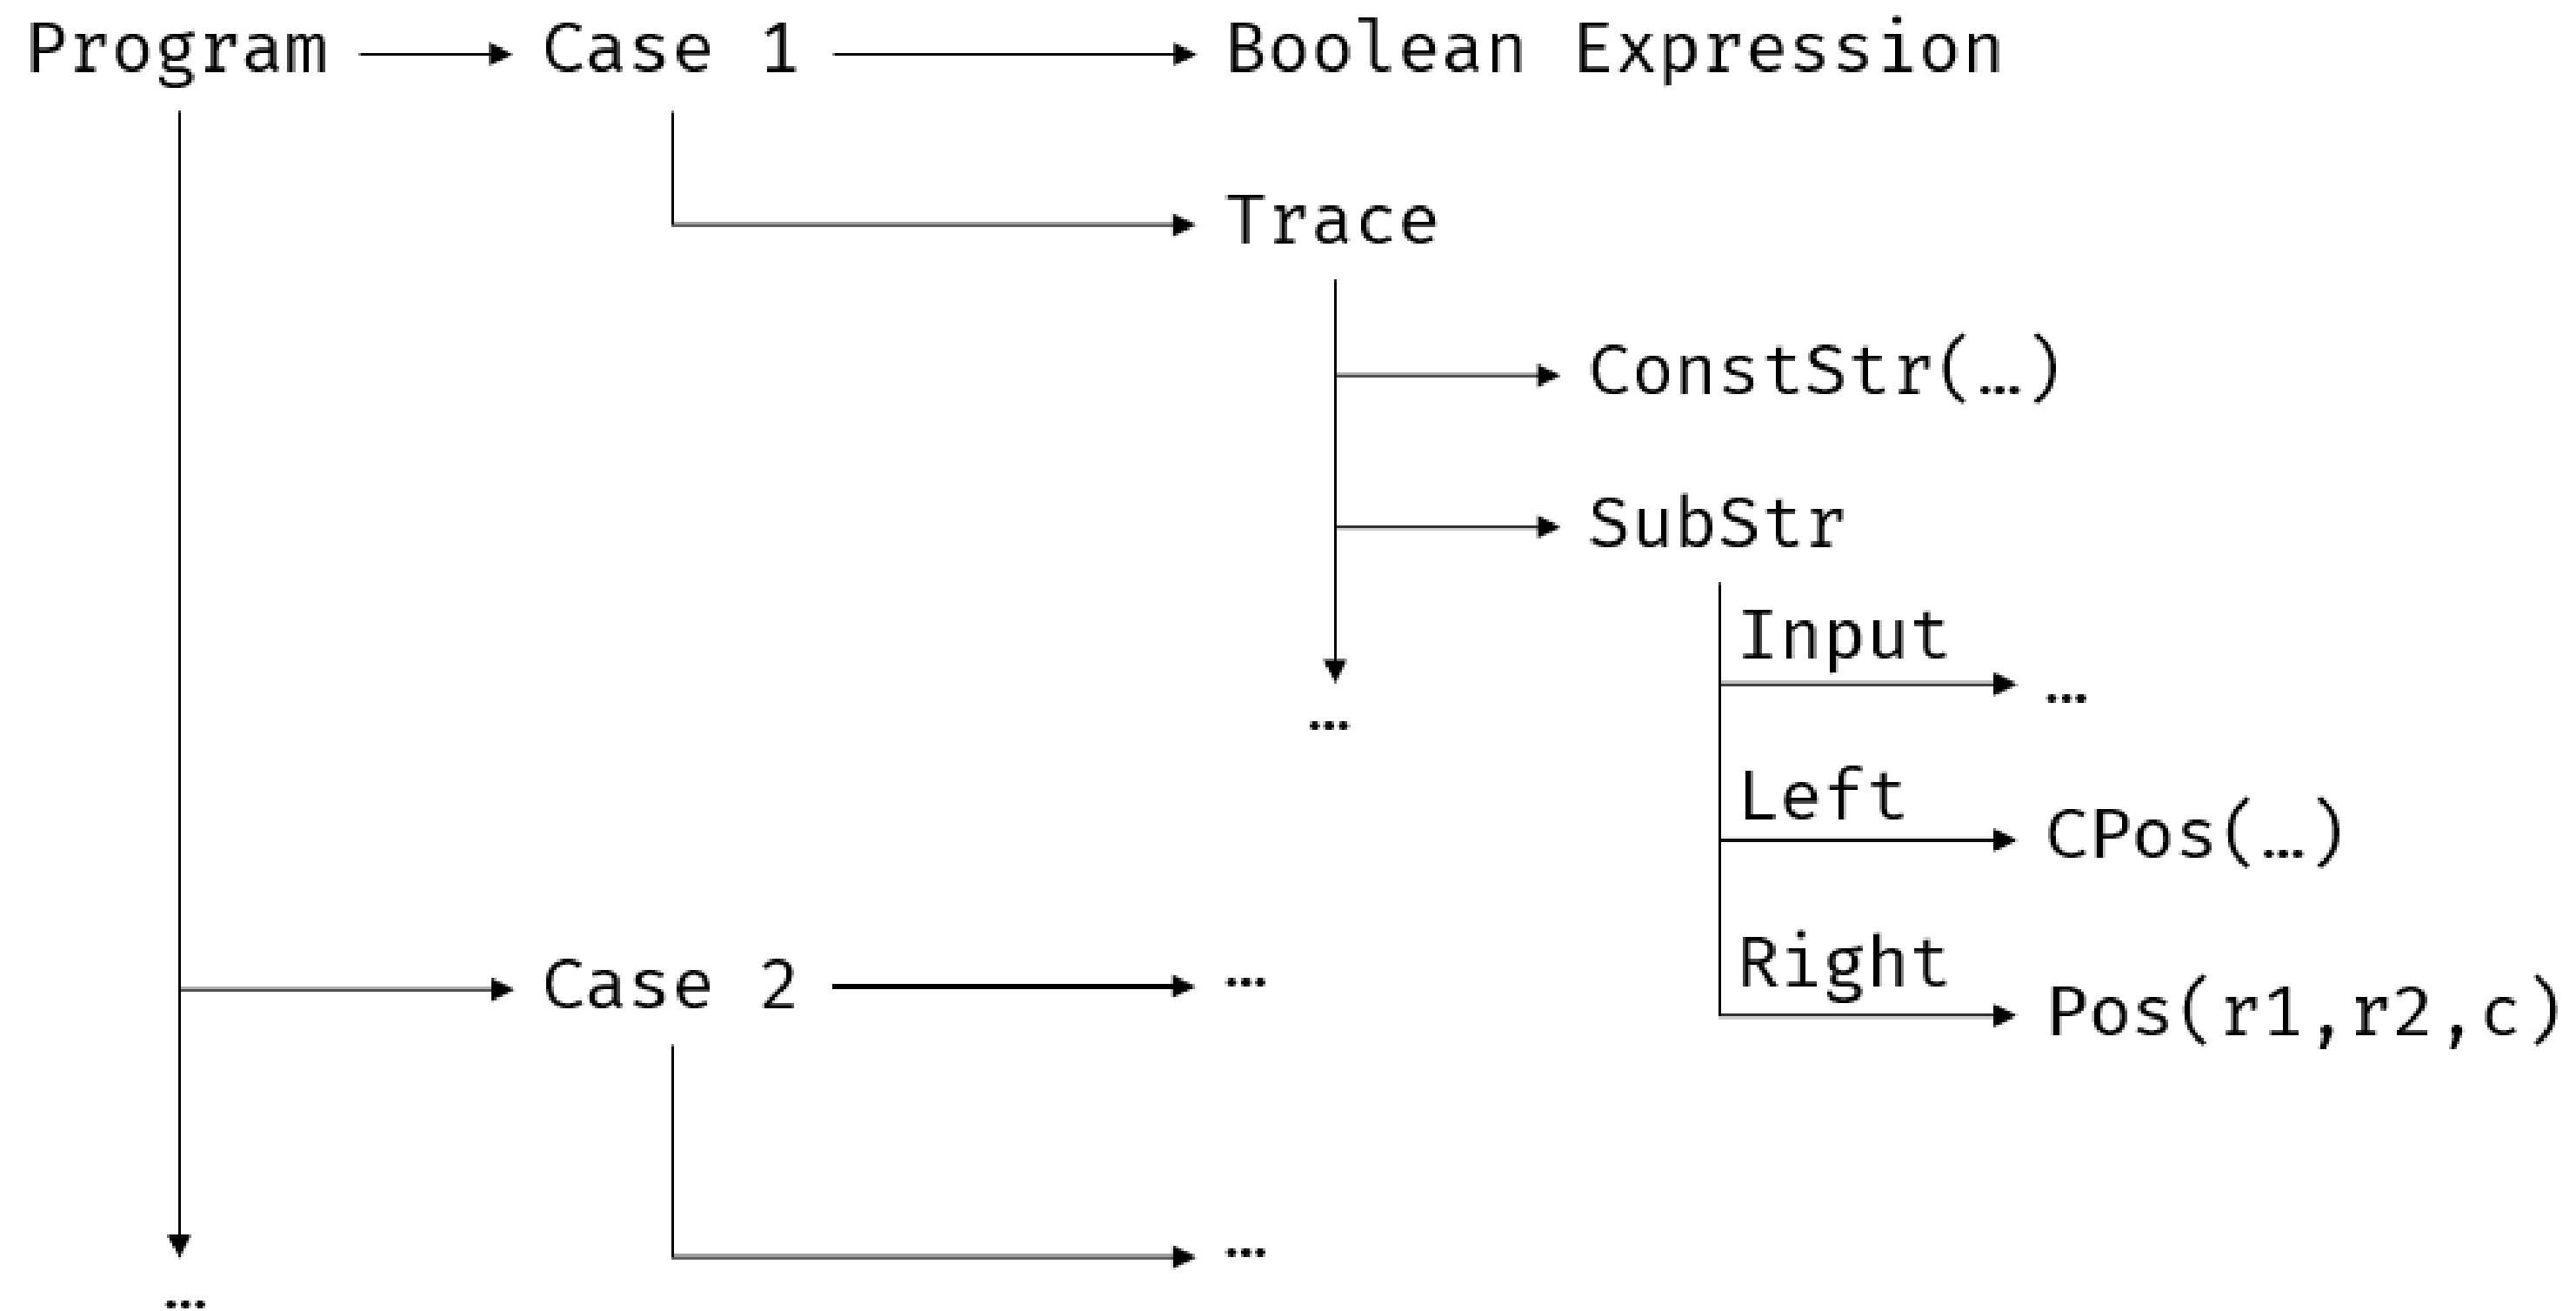 Program Case 1 Boolean Expression
Trace
ConstStr(…)
SubStr
Input
…
…
Left
CPos(…)
Right
Case 2 …
Pos(r1,r2,c)
…
…